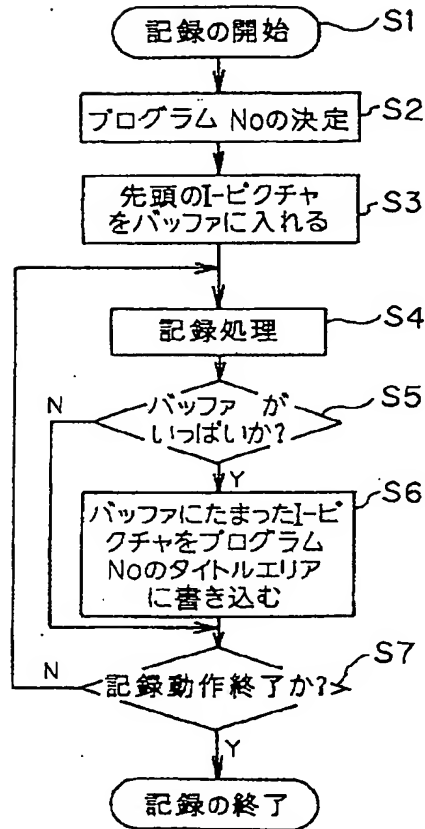 記録の開始
S1
プログラム Noの決定
S2
先頭のI-ピクチャ
をバッファに入れる
S3
記録処理
S4
バッファ が
いっぱいか?
S5
N
Y
バッファにたまったI-ピ
クチャをプログラム
Noのタイトルエリア
に書き込む
S6
記録動作終了か?
S7
N
Y
記録の終了